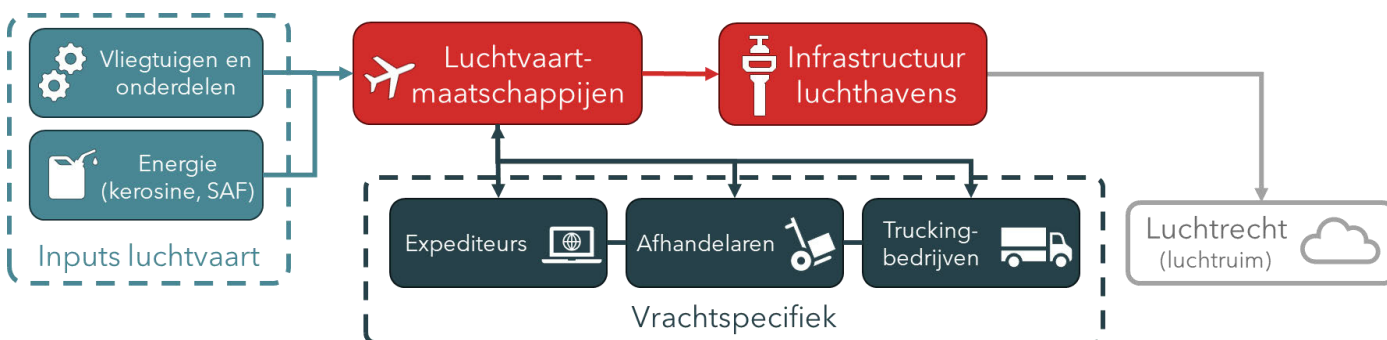 Vliegtuigen en
onderdelen
Energie
(kerosine, SAF)
Inputs luchtvaart
Luchtvaart-
maatschappijen
Infrastructuur
luchthavens
Expediteurs
Afhandelaren
Trucking-
bedrijven
Vrachtspecifiek
Luchtrecht
(luchtruim)